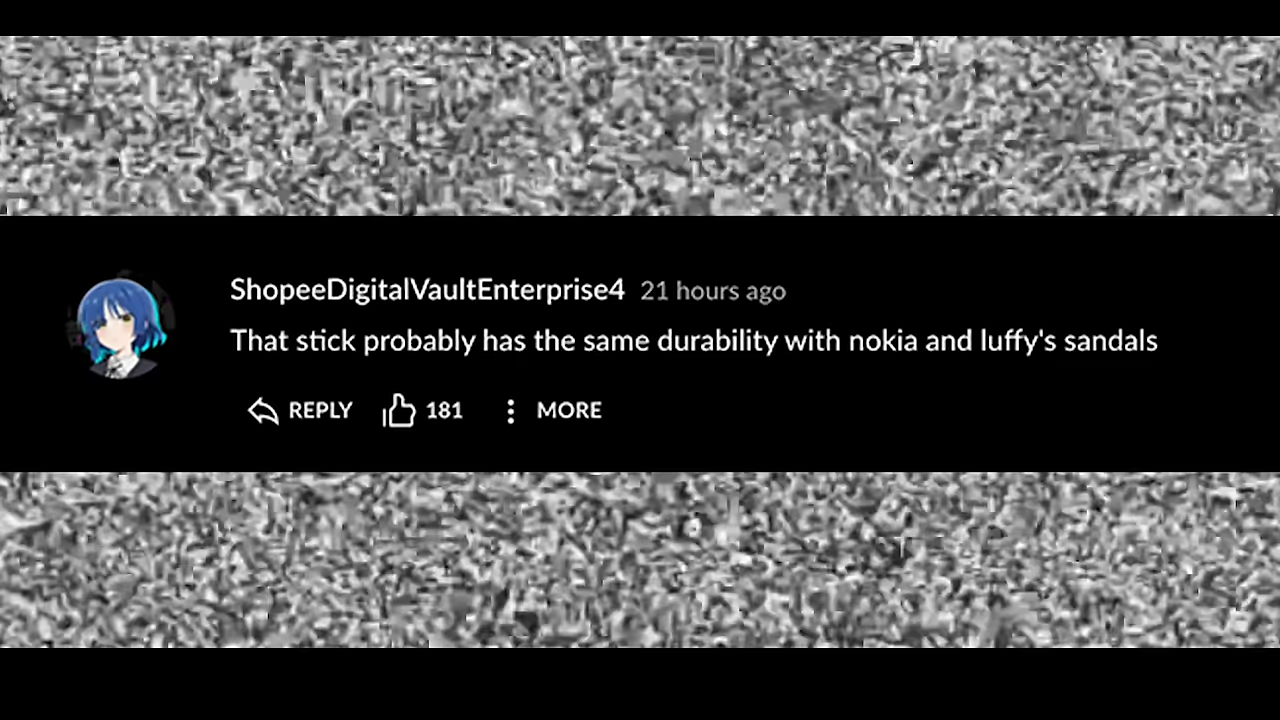 ShopeeDigitalVaultEnterprise4 21 hours ago
That stick probably has the same durability with nokia and luffy's sandals
REPLY 181 MORE